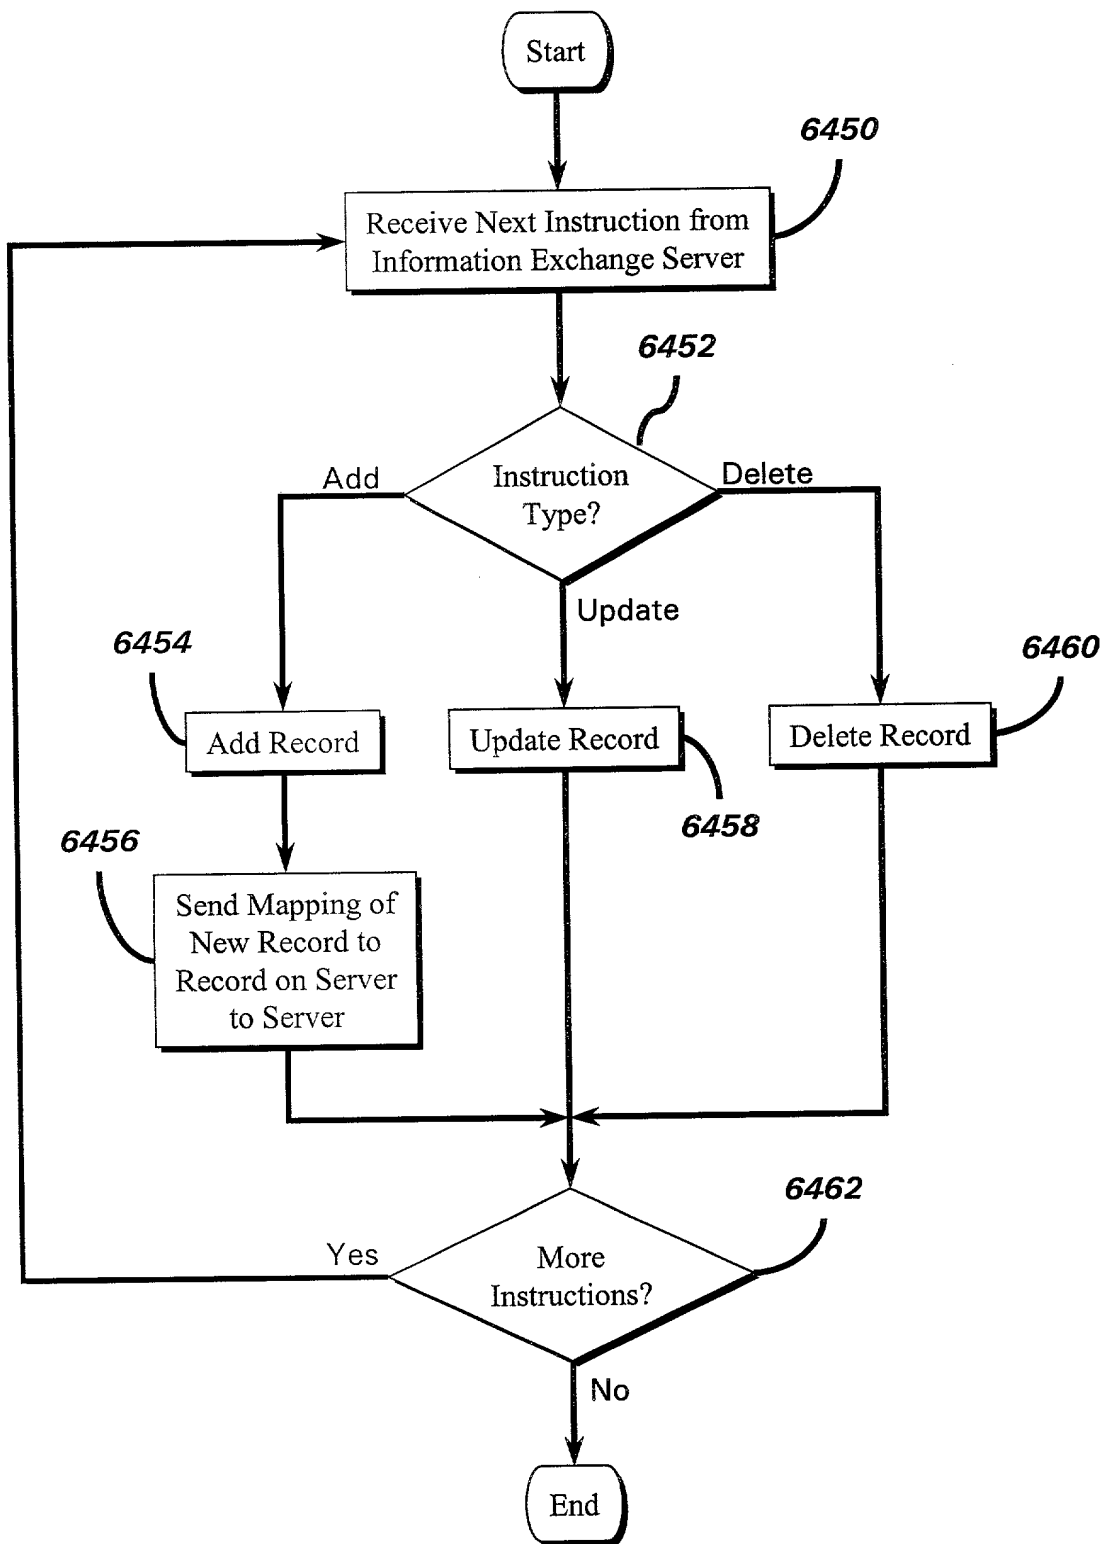 Start
6450
Receive Next Instruction from
Information Exchange Server
6452
Add
Instruction
Type?
Delete
Update
6454
6460
Add Record
Update Record
Delete Record
6458
6456
Send Mapping of
New Record to
Record on Server
to Server
6462
Yes
More
Instructions?
No
End